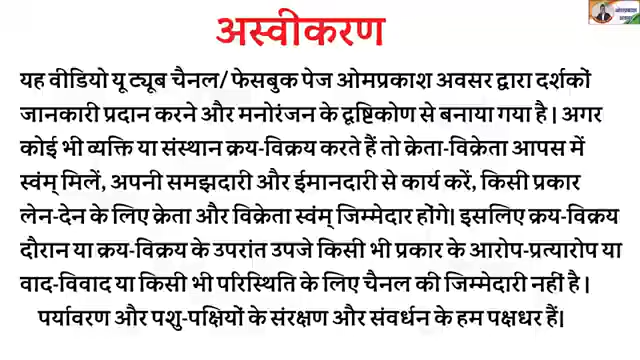 अस्वीकरण
यह वीडियो यू ट्यूब चैनल/ फेसबुक पेज ओमप्रकाश अवसर द्वारा दर्शकों
जानकारी प्रदान करने और मनोरंजन के दृष्टिकोण से बनाया गया है। अगर
कोई भी व्यक्ति या संस्थान क्रय-विक्रय करते हैं तो क्रेता-विक्रेता आपस में
स्वंम् मिलें, अपनी समझदारी और ईमानदारी से कार्य करें, किसी प्रकार
लेन-देन के लिए क्रेता और विक्रेता स्वंम् जिम्मेदार होंगे। इसलिए क्रय-विक्रय
दौरान या क्रय-विक्रय के उपरांत उपजे किसी भी प्रकार के आरोप-प्रत्यारोप या
वाद-विवाद या किसी भी परिस्थिति के लिए चैनल की जिम्मेदारी नहीं है।
पर्यावरण और पशु-पक्षियों के संरक्षण और संवर्धन के हम पक्षधर हैं।